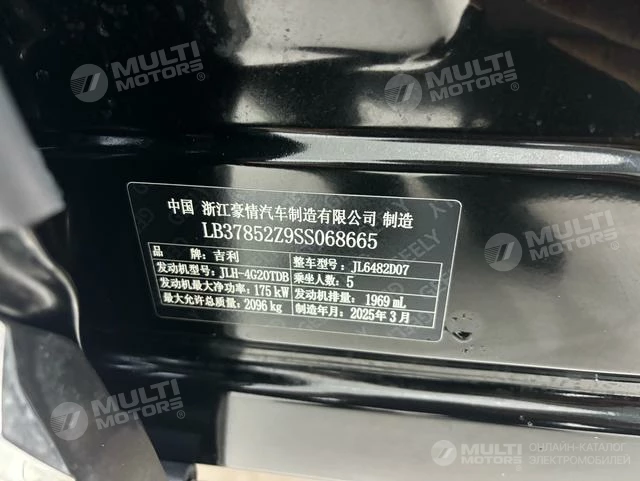 MULTI
MOTORS®
MULTI
MOTORS®
中国 浙江豪情汽车制造有限公司 制造
LB37852Z9SS068665
品牌：吉利 整车型号：JL6482D07
发动机型号：JLH-4G20TDB 乘坐人数：5
发动机最大净功率：175 kW 发动机排量：1969 mL
最大允许总质量：2096 kg 制造年月：2025年3月
MULTI
MOTORS®
MULTI
MOTORS®
ОНЛАЙН-КАТАЛОГ
ЭЛЕКТРОМОБИЛЕЙ